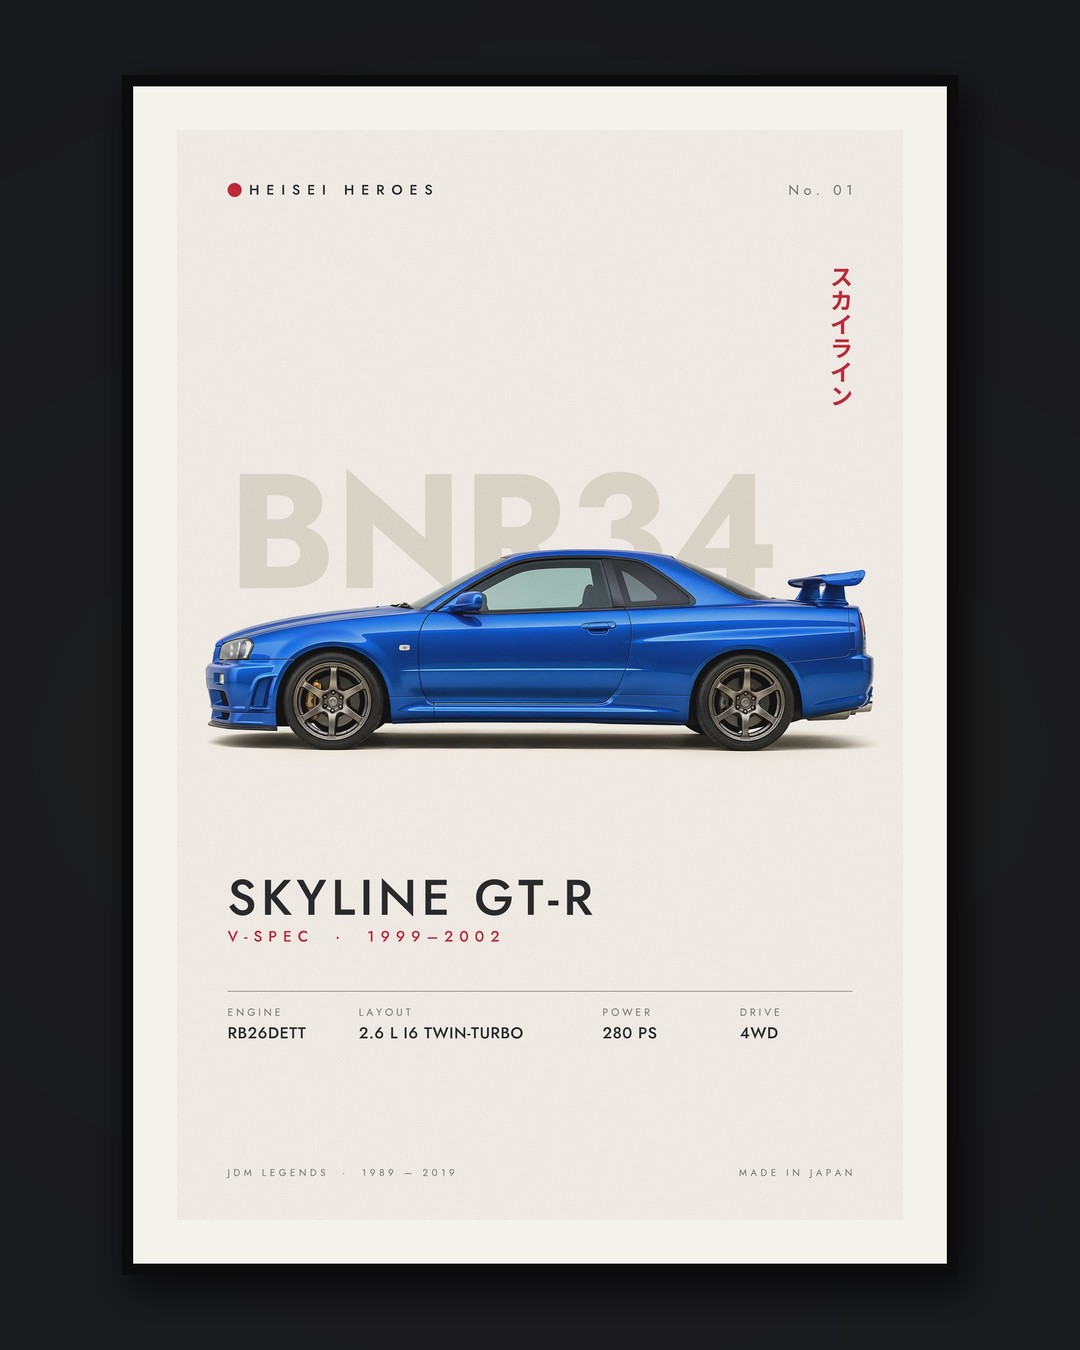 HEISEI HEROES
No. 01
スカイライン
BNR34
SKYLINE GT-R
V-SPEC · 1999–2002
ENGINE LAYOUT POWER DRIVE
RB26DETT 2.6 L I6 TWIN-TURBO 280 PS 4WD
JDM LEGENDS · 1989 — 2019
MADE IN JAPAN